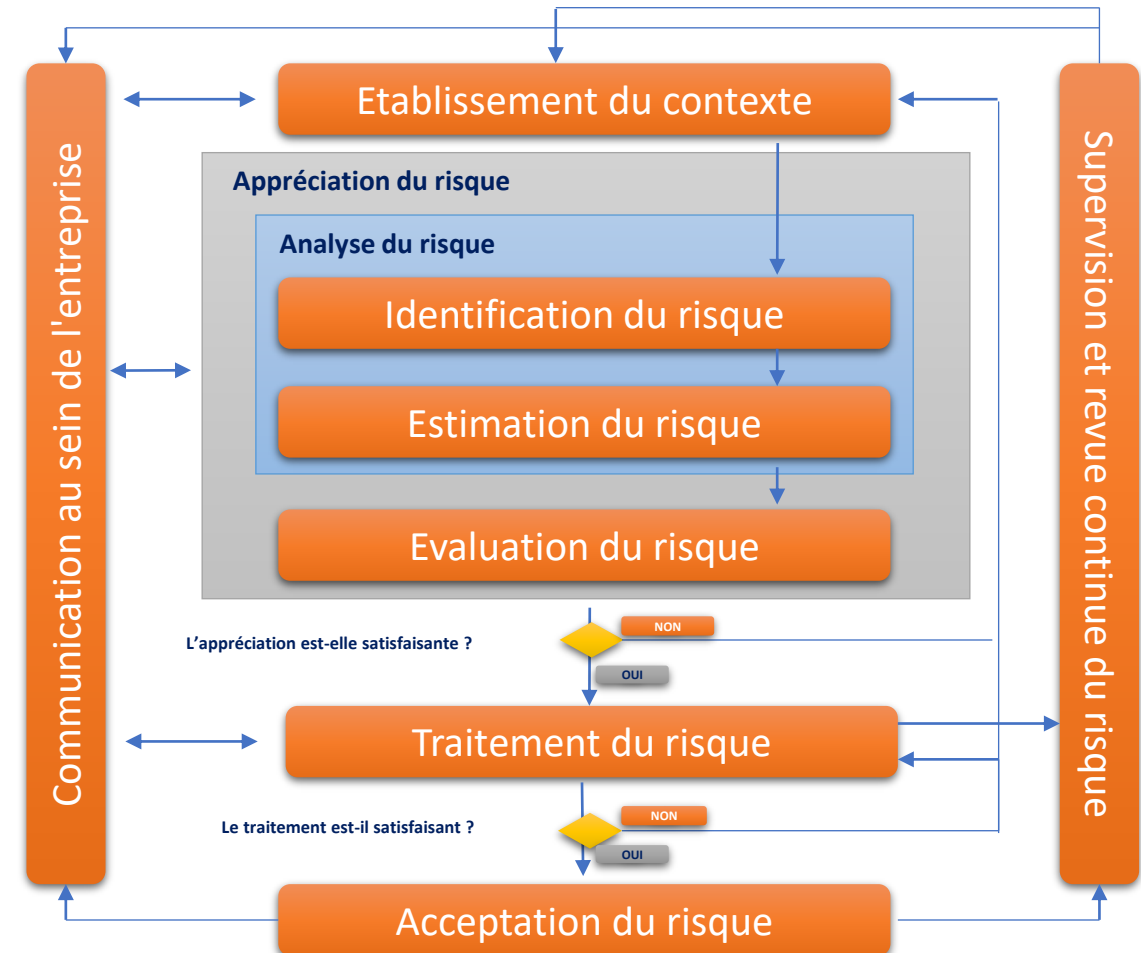 Communication au sein de l'entreprise
Etablissement du contexte
Appréciation du risque
Analyse du risque
Identification du risque
Estimation du risque
Evaluation du risque
L’appréciation est-elle satisfaisante ?
NON
OUI
Traitement du risque
Le traitement est-il satisfaisant ?
NON
OUI
Acceptation du risque
Supervision et revue continue du risque